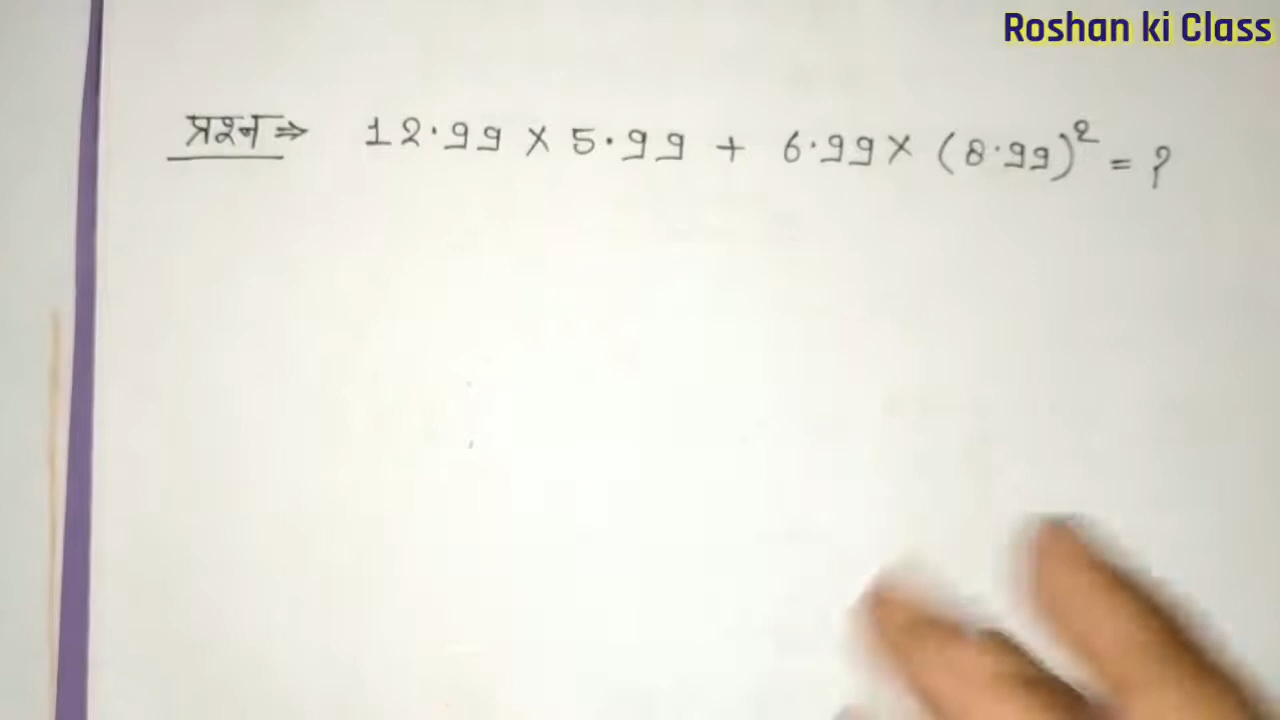 Roshan ki Class
प्रश्न ⇒ 12.99 × 5.99 + 6.99 × (8.99)² = ?